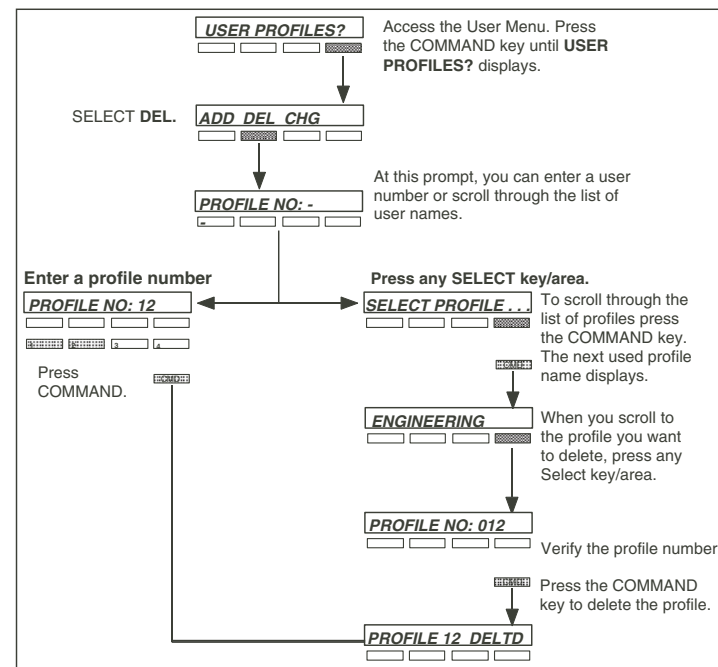 USER PROFILES?
Access the User Menu. Press
the COMMAND key until USER
PROFILES? displays.
SELECT DEL.
ADD DEL CHG
At this prompt, you can enter a user
number or scroll through the list of
user names.
PROFILE NO: -
-
Enter a profile number
PROFILE NO: 12
1 2 3 4
Press
COMMAND.
CMD
Press any SELECT key/area.
SELECT PROFILE . . .
To scroll through the
list of profiles press
the COMMAND key.
The next used profile
name displays.
CMD
ENGINEERING
When you scroll to
the profile you want
to delete, press any
Select key/area.
PROFILE NO: 012
Verify the profile number
CMD
Press the COMMAND
key to delete the profile.
PROFILE 12 DELTD